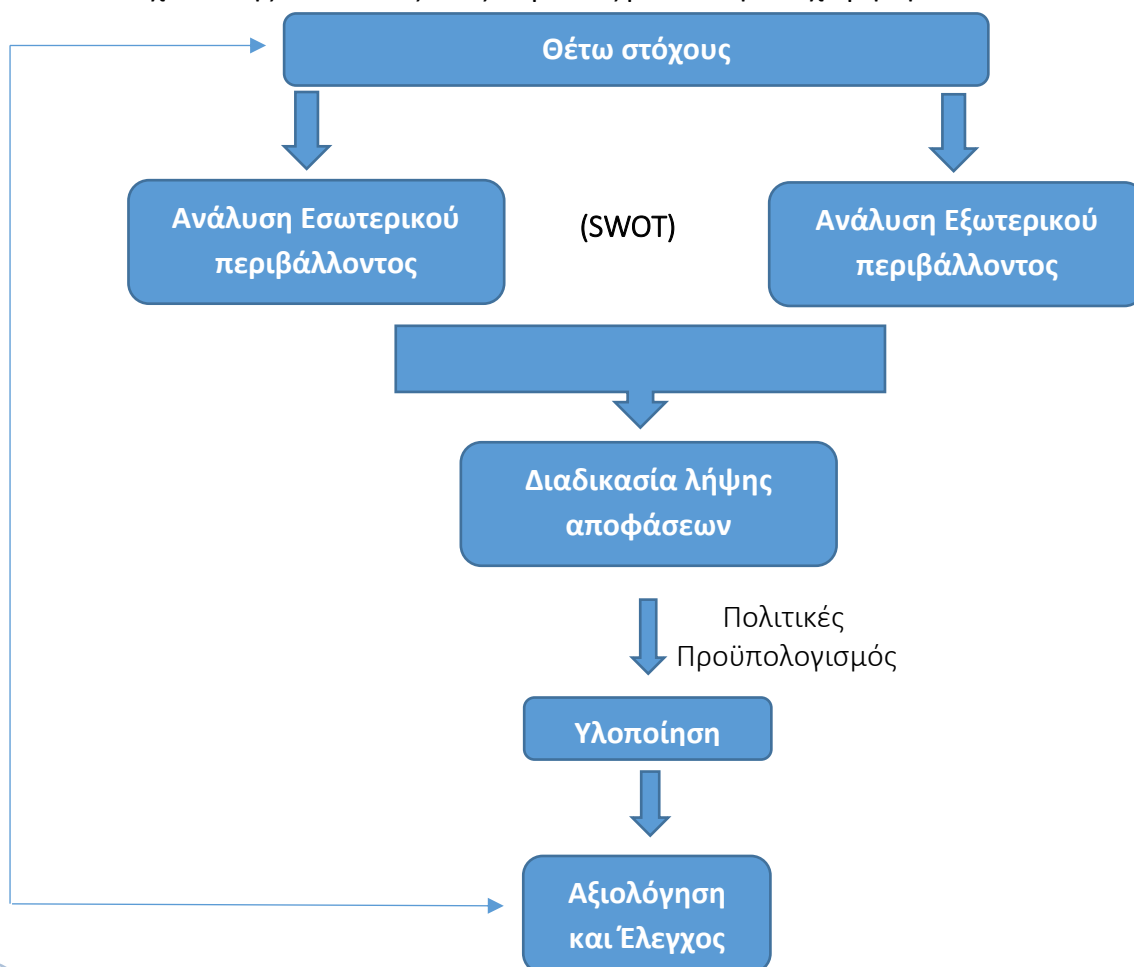 Θέτω στόχους
Ανάλυση Εσωτερικού
περιβάλλοντος
(SWOT)
Ανάλυση Εξωτερικού
περιβάλλοντος
Διαδικασία λήψης
αποφάσεων
Πολιτικές
Προϋπολογισμός
Υλοποίηση
Αξιολόγηση
και Έλεγχος